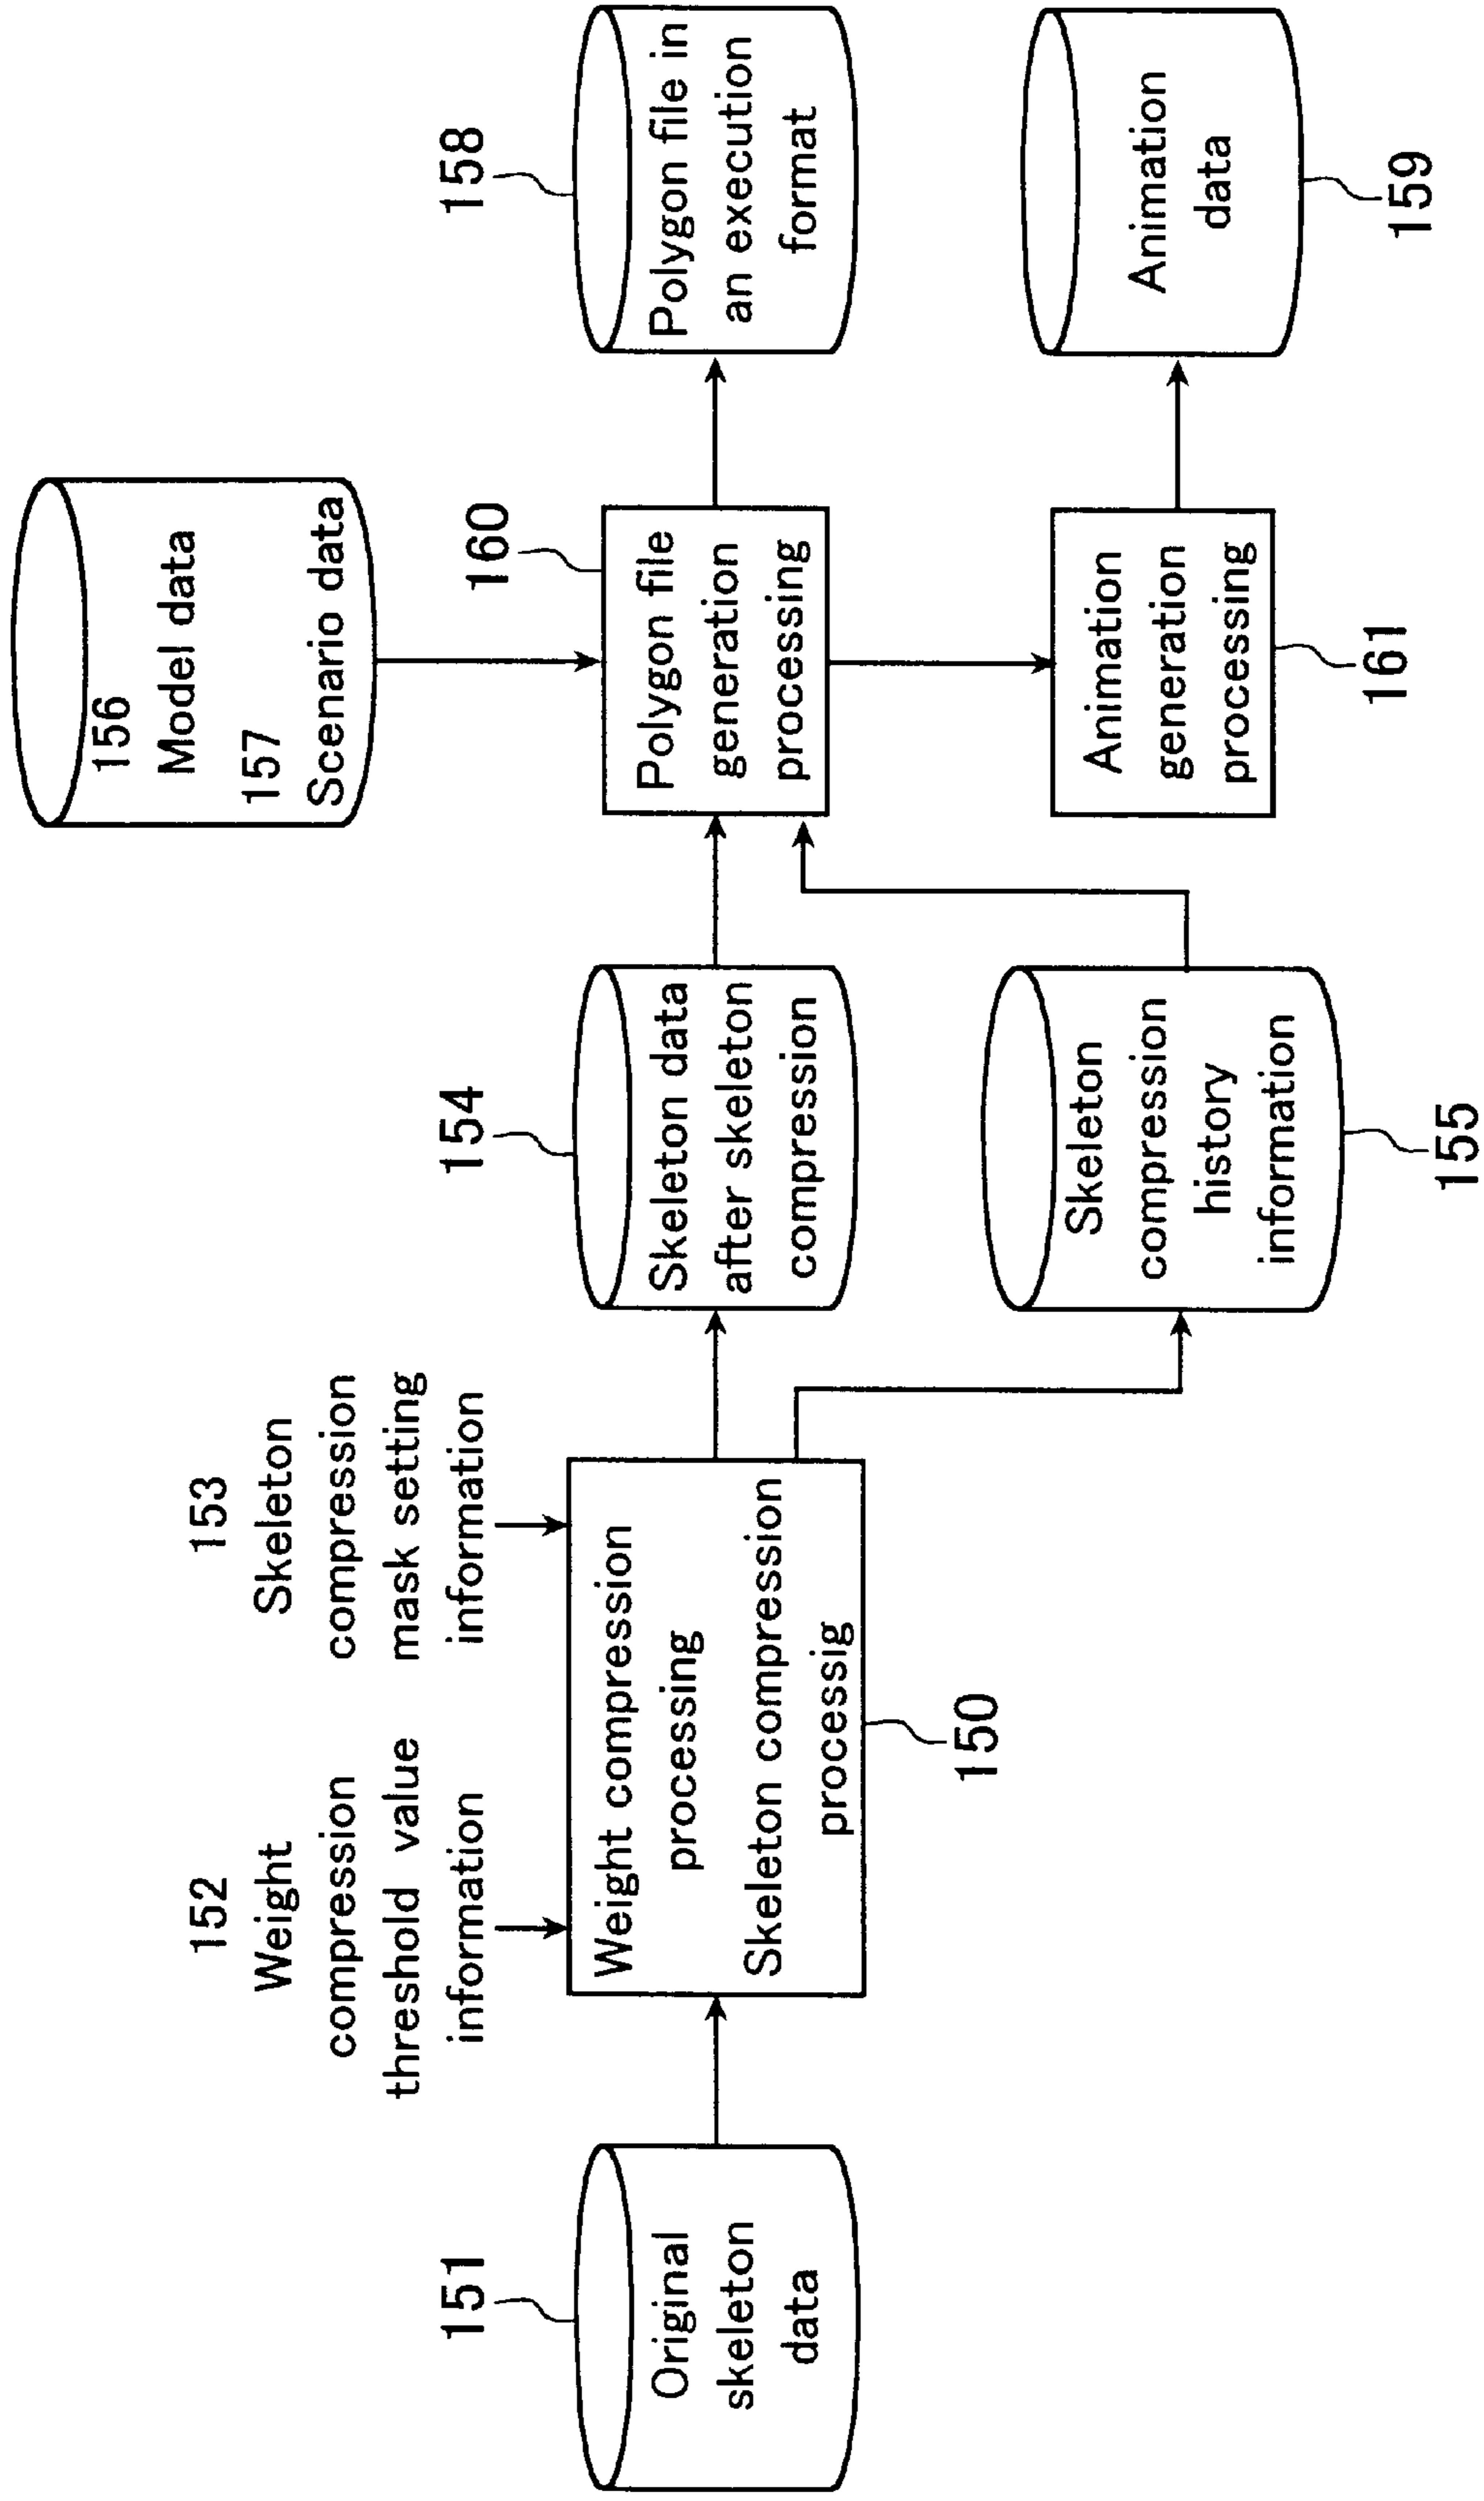 151
Original
skeleton
data
152
Weight
compression
threshold value
information
153
Skeleton
compression
mask setting
information
Weight compression
processing
Skeleton compression
processig
150
154
Skeleton data
after skeleton
compression
Skeleton
compression
history
information
155
156
Model data
157
Scenario data
160
Polygon file
generation
processing
Animation
generation
processing
161
158
Polygon file in
an execution
format
Animation
data
159